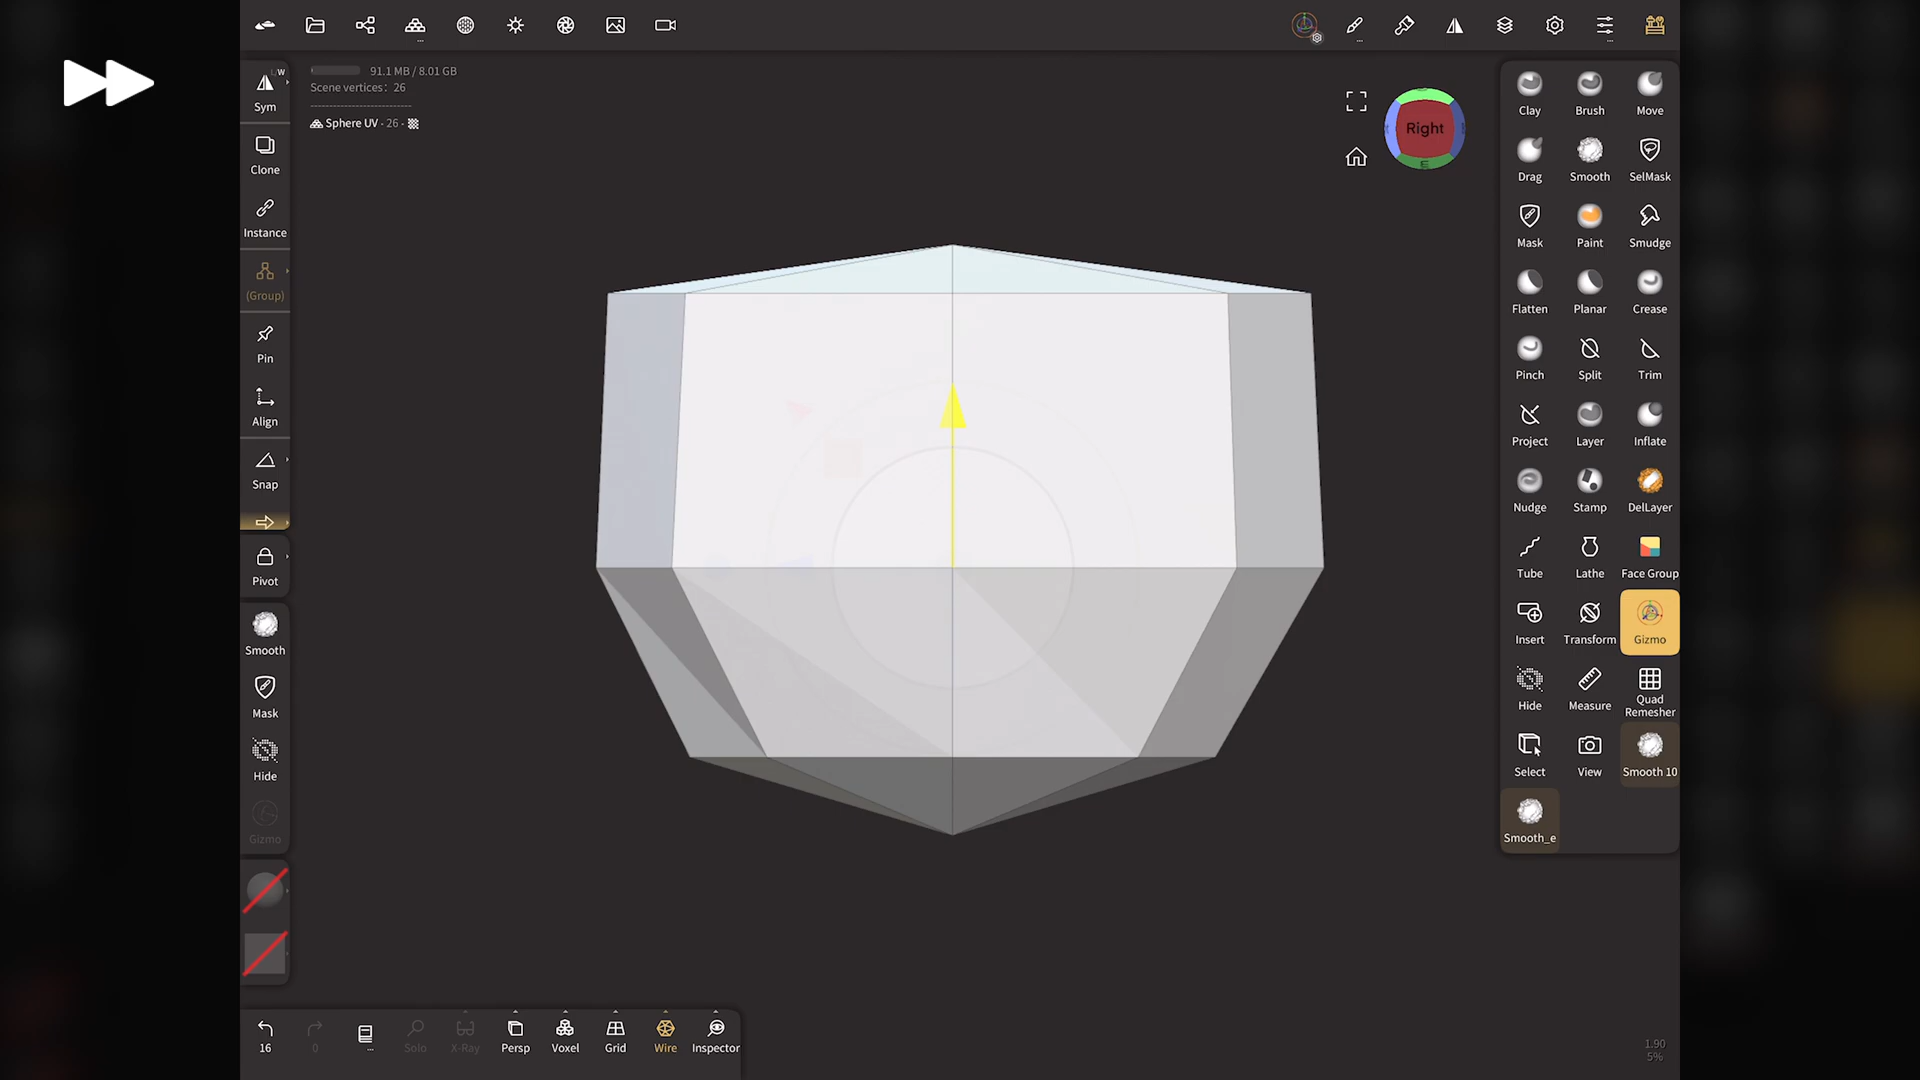 91.1 MB / 8.01 GB
Scene vertices: 26
Sphere UV - 26 -
Right
Sym
Clone
Instance
(Group)
Pin
Align
Snap
Pivot
Smooth
Mask
Hide
Gizmo
Clay Brush Move
Drag Smooth SelMask
Mask Paint Smudge
Flatten Planar Crease
Pinch Split Trim
Project Layer Inflate
Nudge Stamp DelLayer
Tube Lathe Face Group
Insert Transform Gizmo
Hide Measure Quad
Remesher
Select View Smooth 10
Smooth_e
16 0 Solo X-Ray Persp Voxel Grid Wire Inspector
1.90
5%